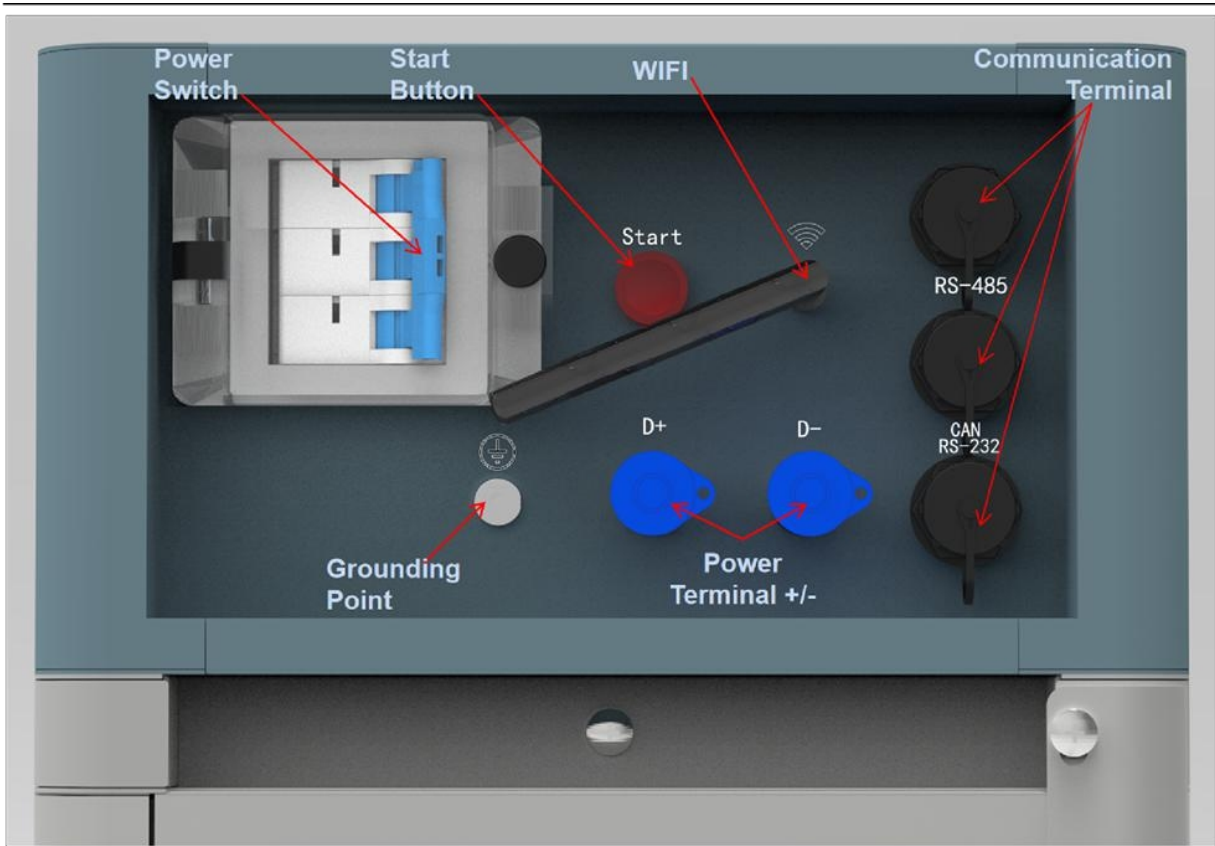 Power
Switch
Start
Button
WIFI
Communication
Terminal
Start
RS-485
D+
D-
CAN
RS-232
Grounding
Point
Power
Terminal +/-